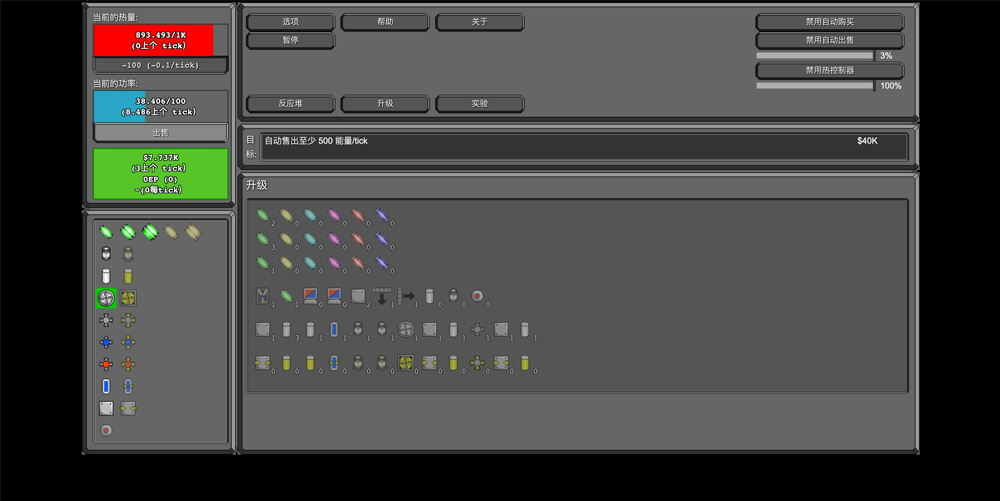 当前的热量:
893.493/1K
(0上个 tick)
-100 (-0.1/tick)
当前的功率:
38.406/100
(8.486上个 tick)
出售
$7.737K
(3上个 tick)
0EP (0)
~(0每tick)
选项
帮助
关于
暂停
反应堆
升级
实验
禁用自动购买
禁用自动出售
3%
禁用热控制器
100%
目标:
自动售出至少 500 能量/tick
$40K
升级
2 0 0 0 0 0
3 0 0 0 0 0
1 0 0 0 0 0
1 1 0 0 2 1 1 0 0 0
1 3 1 1 1 1 1 1 1 1 1 1
0 0 0 0 0 0 0 0 0 0 0 0